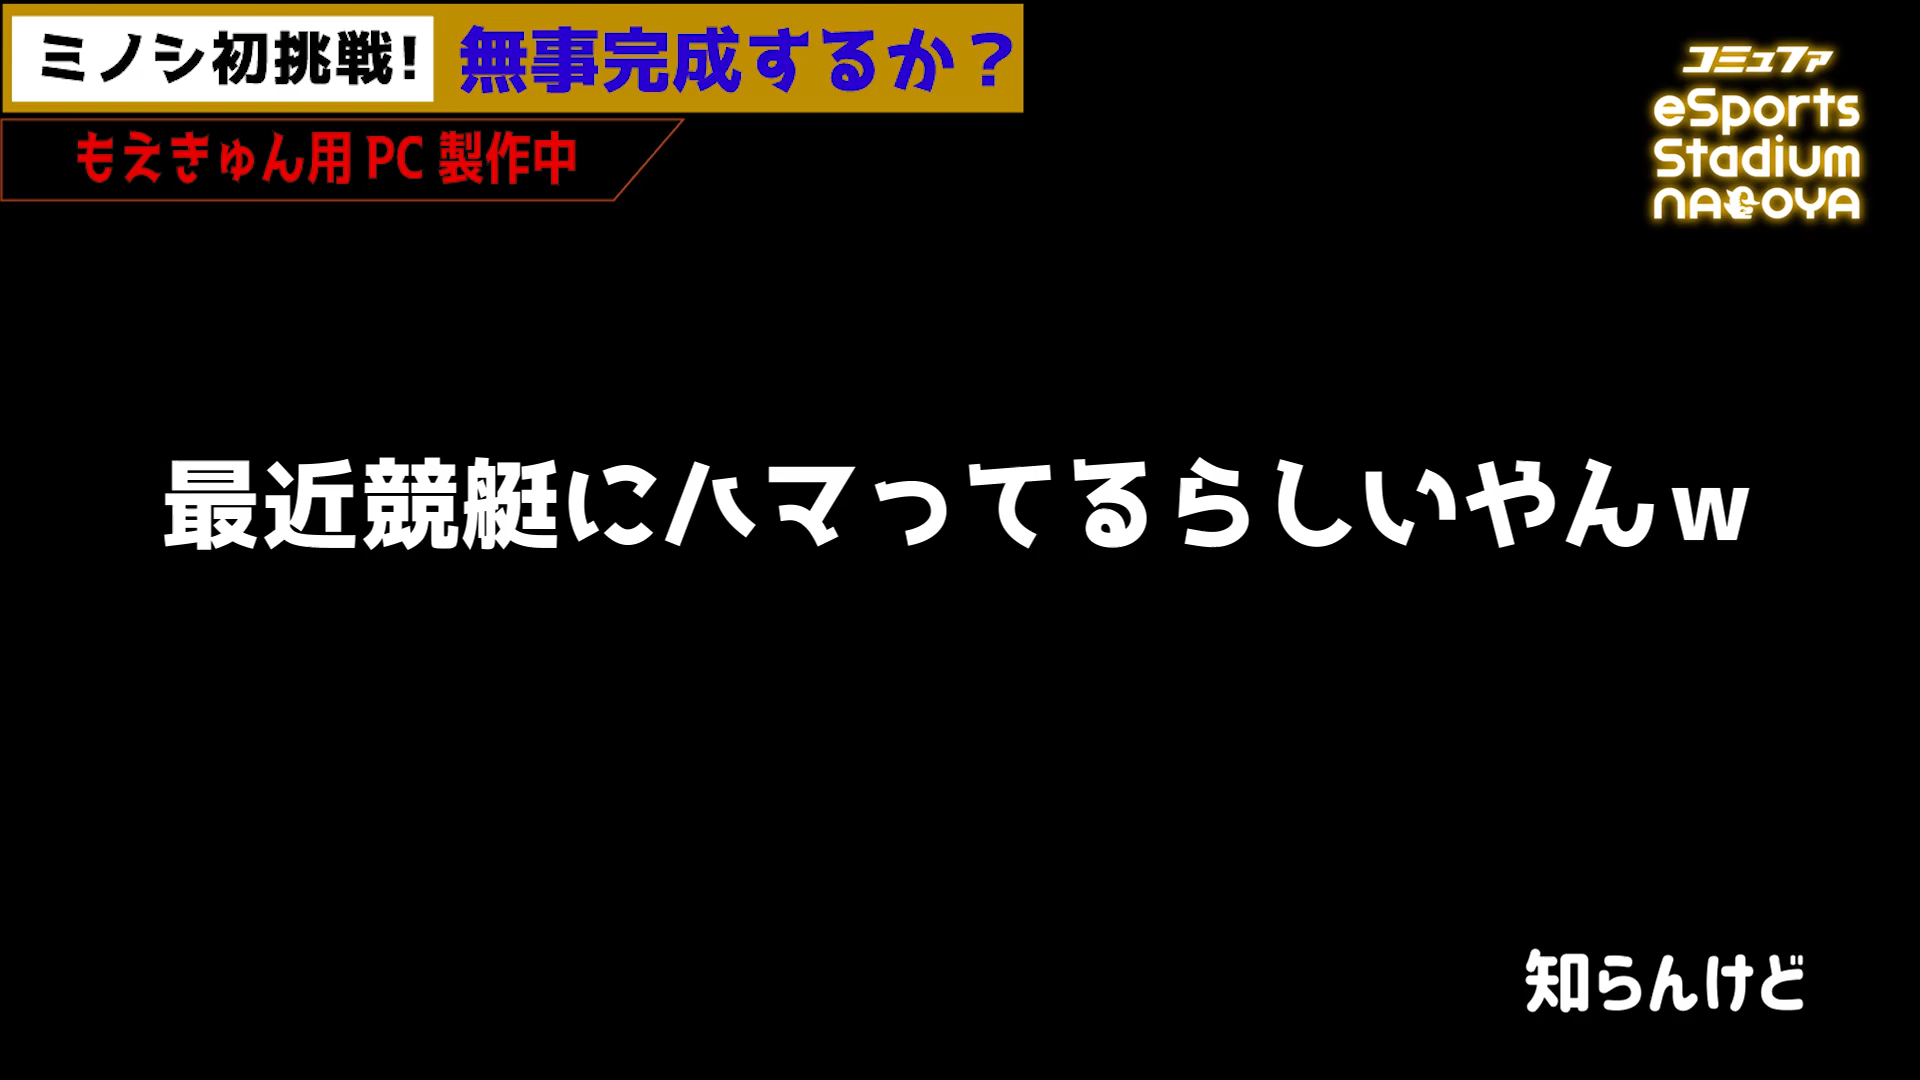 ミノシ初挑戦! 無事完成するか?
もえきゅん用PC製作中
コミュファ
eSports
Stadium
NAGOYA
最近競艇にハマってるらしいやんw
知らんけど